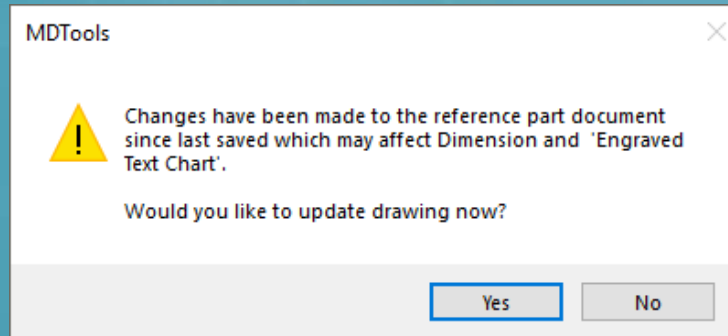 MDTools
Changes have been made to the reference part document
since last saved which may affect Dimension and 'Engraved
Text Chart'.
Would you like to update drawing now?
Yes
No